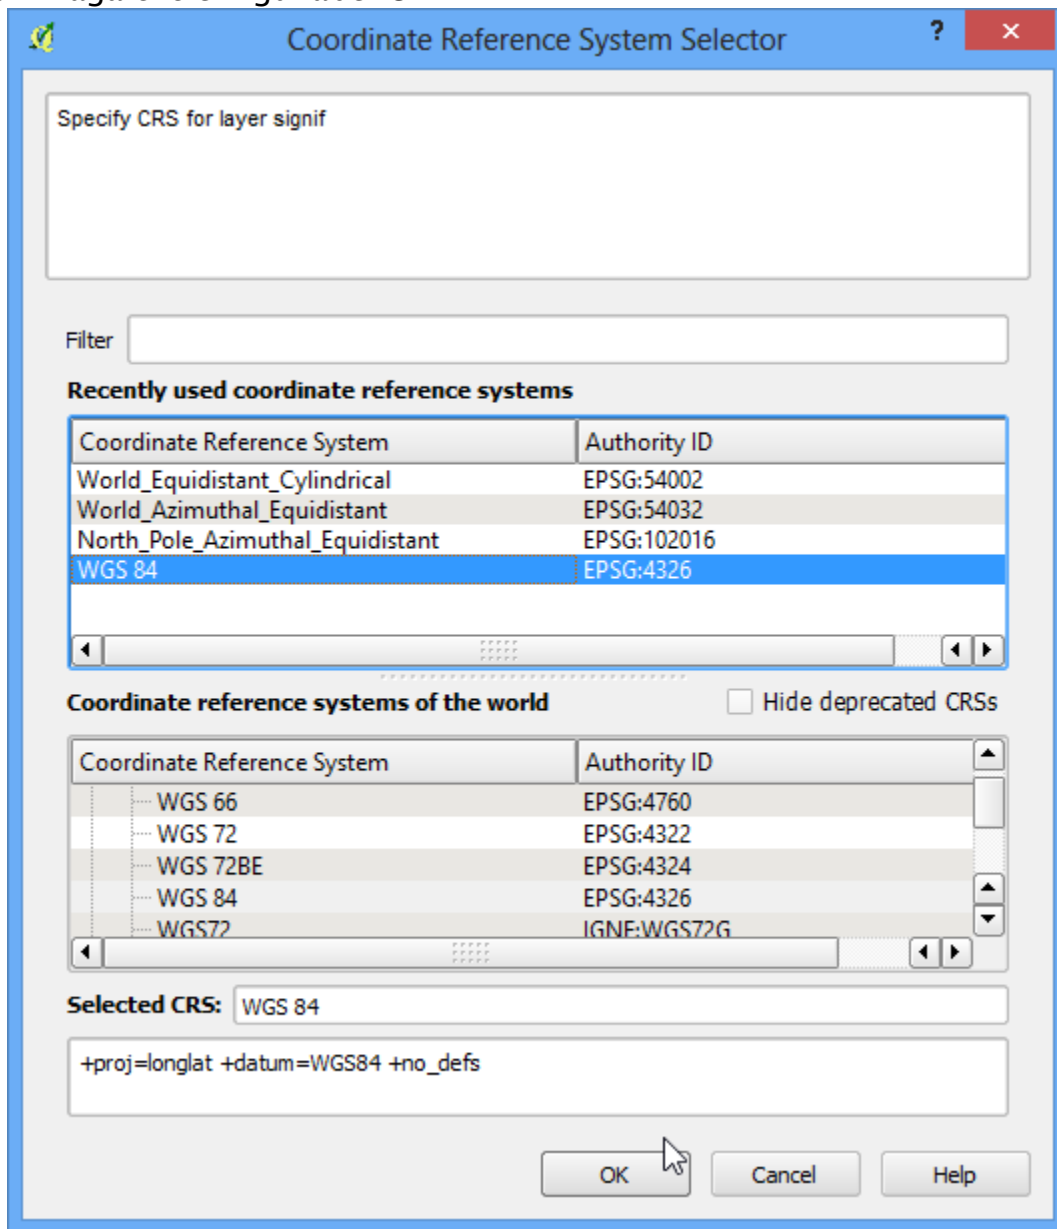 Coordinate Reference System Selector ?
Specify CRS for layer signif
Filter
Recently used coordinate reference systems
Coordinate Reference System Authority ID
World_Equidistant_Cylindrical EPSG:54002
World_Azimuthal_Equidistant EPSG:54032
North_Pole_Azimuthal_Equidistant EPSG:102016
WGS 84 EPSG:4326
Coordinate reference systems of the world Hide deprecated CRSs
Coordinate Reference System Authority ID
WGS 66 EPSG:4760
WGS 72 EPSG:4322
WGS 72BE EPSG:4324
WGS 84 EPSG:4326
WGS72 IGNF:WGS72G
Selected CRS: WGS 84
+proj=longlat +datum=WGS84 +no_defs
OK Cancel Help